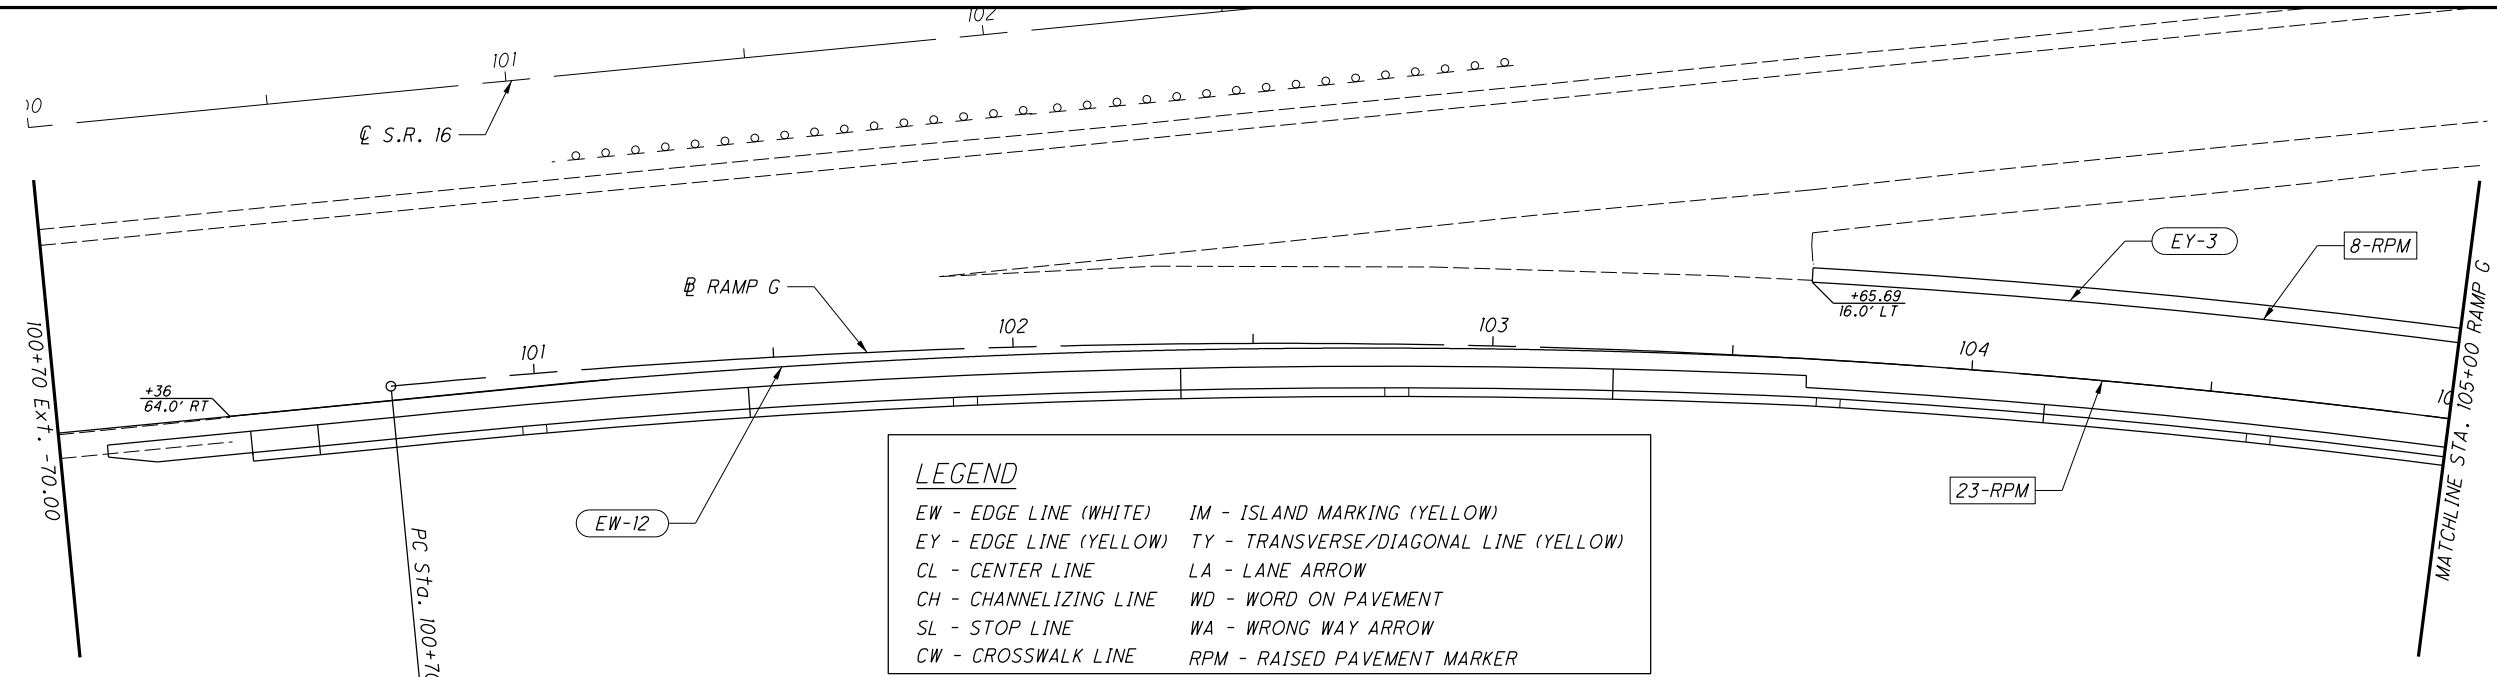 102
101
℄ S.R. 16
EY-3
8-RPM
℄ RAMP G
+65.69
16.0' LT
101
102
103
104
+36
64.0' RT
100+70 Ext. -70.00
MATCHLINE STA. 105+00 RAMP G
PC Sta. 100+70
EW-12
23-RPM
LEGEND
EW - EDGE LINE (WHITE) IM - ISLAND MARKING (YELLOW)
EY - EDGE LINE (YELLOW) TY - TRANSVERSE/DIAGONAL LINE (YELLOW)
CL - CENTER LINE LA - LANE ARROW
CH - CHANNELIZING LINE WD - WORD ON PAVEMENT
SL - STOP LINE WA - WRONG WAY ARROW
CW - CROSSWALK LINE RPM - RAISED PAVEMENT MARKER